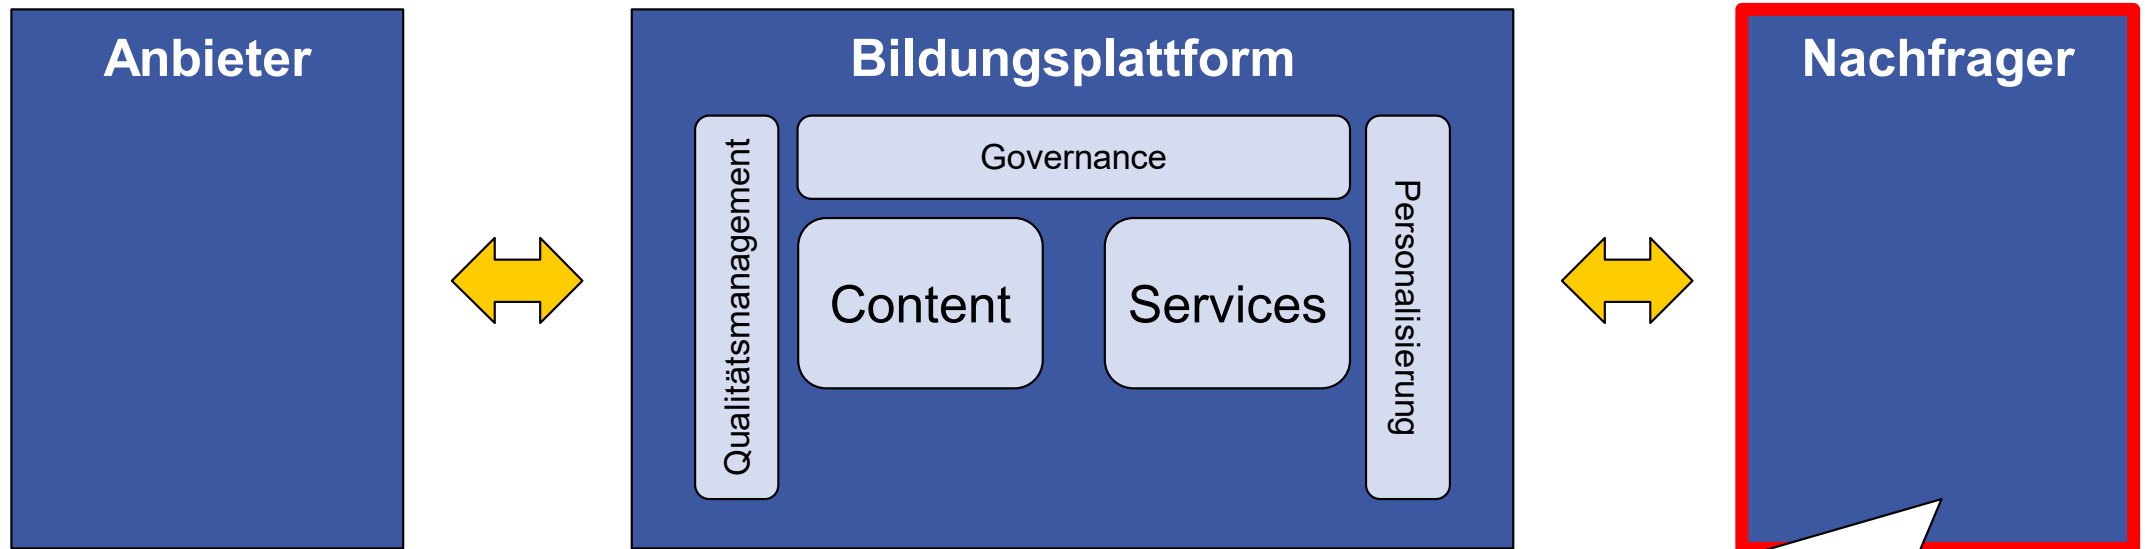 Anbieter
Bildungsplattform
Nachfrager
Qualitätsmanagement
Governance
Personalisierung
Content
Services